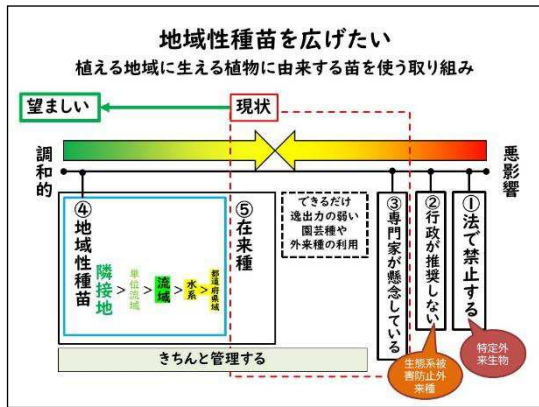 地域性種苗を広げたい
植える地域に生える植物に由来する苗を使う取り組み
望ましい
現状
調和的
悪影響
④地域性種苗
隣接地>単位流域>流域>水系>都道府県域
⑤在来種
できるだけ
逸出力の弱い
園芸種や
外来種の利用
③専門家が懸念している
②行政が推奨しない
①法で禁止する
きちんと管理する
生態系被
害防止外
来種
特定外
来生物